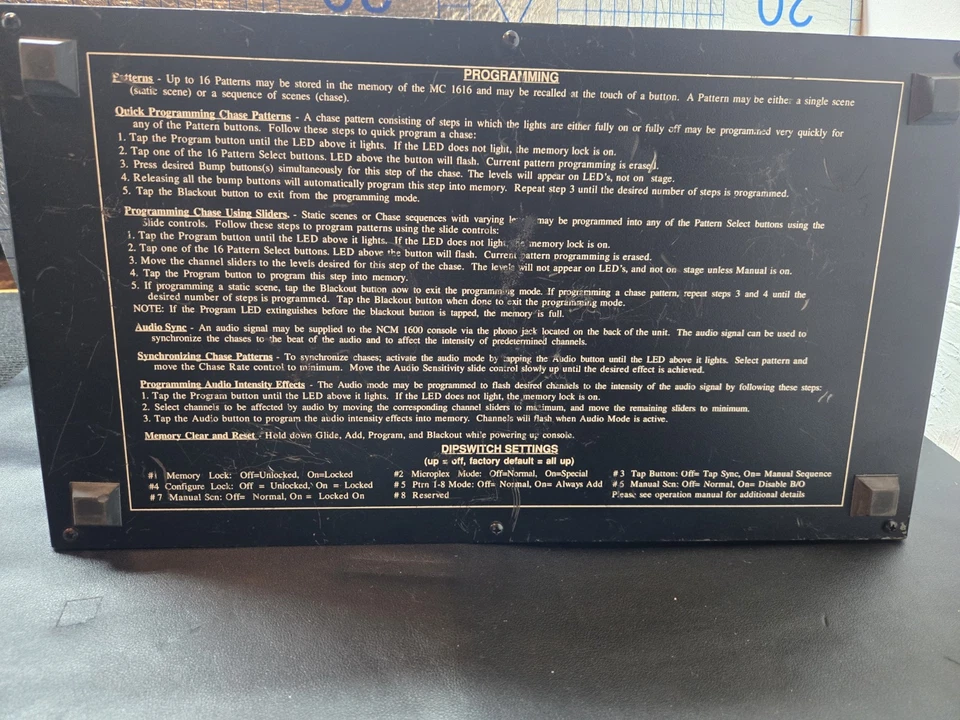 20
PROGRAMMING
Patterns - Up to 16 Patterns may be stored in the memory of the MC 1616 and may be recalled at the touch of a button. A Pattern may be either a single scene
(static scene) or a sequence of scenes (chase).
Quick Programming Chase Patterns - A chase pattern consisting of steps in which the lights are either fully on or fully off may be programmed very quickly for
any of the Pattern buttons. Follow these steps to quick program a chase:
1. Tap the Program button until the LED above it lights. If the LED does not light, the memory lock is on.
2. Tap one of the 16 Pattern Select buttons. LED above the button will flash. Current pattern programming is erased.
3. Press desired Bump buttons(s) simultaneously for this step of the chase. The levels will appear on LED's, not on stage.
4. Releasing all the bump buttons will automatically program this step into memory. Repeat step 3 until the desired number of steps is programmed.
5. Tap the Blackout button to exit from the programming mode.
Programming Chase Using Sliders. - Static scenes or Chase sequences with varying may be programmed into any of the Pattern Select buttons using the
Slide controls. Follow these steps to program patterns using the slide controls:
1. Tap the Program button until the LED above it lights. If the LED does not light, the memory lock is on.
2. Tap one of the 16 Pattern Select buttons. LED above the button will flash. Current pattern programming is erased.
3. Move the channel sliders to the levels desired for this step of the chase. The levels will not appear on LED's, and not on stage unless Manual is on.
4. Tap the Program button to program this step into memory.
5. If programming a static scene, tap the Blackout button now to exit the programming mode. If programming a chase pattern, repeat steps 3 and 4 until the
desired number of steps is programmed. Tap the Blackout button when done to exit the programming mode.
NOTE: If the Program LED extinguishes before the blackout button is tapped, the memory is full.
Audio Sync - An audio signal may be supplied to the NCM 1600 console via the phono jack located on the back of the unit. The audio signal can be used to
synchronize the chases to the beat of the audio and to affect the intensity of predetermined channels.
Synchronizing Chase Patterns - To synchronize chases; activate the audio mode by tapping the Audio button until the LED above it lights. Select pattern and
move the Chase Rate control to minimum. Move the Audio Sensitivity slide control slowly up until the desired effect is achieved.
Programming Audio Intensity Effects - The Audio mode may be programmed to flash desired channels to the intensity of the audio signal by following these steps:
1. Tap the Program button until the LED above it lights. If the LED does not light, the memory lock is on.
2. Select channels to be affected by audio by moving the corresponding channel sliders to maximum, and move the remaining sliders to minimum.
3. Tap the Audio button to program the audio intensity effects into memory. Channels will flash when Audio Mode is active.
Memory Clear and Reset - Hold down Glide, Add, Program, and Blackout while powering up console.
DIPSWITCH SETTINGS
(up = off, factory default = all up)
#1 Memory Lock: Off=Unlocked, On=Locked #2 Microplex Mode: Off=Normal, On=Special #3 Tap Button: Off= Tap Sync, On= Manual Sequence
#4 Configure Lock: Off = Unlocked, On = Locked #5 Ptrn 1-8 Mode: Off= Normal, On= Always Add #6 Manual Scn: Off= Normal, On= Disable B/O
#7 Manual Scn: Off= Normal, On = Locked On #8 Reserved Please see operation manual for additional details